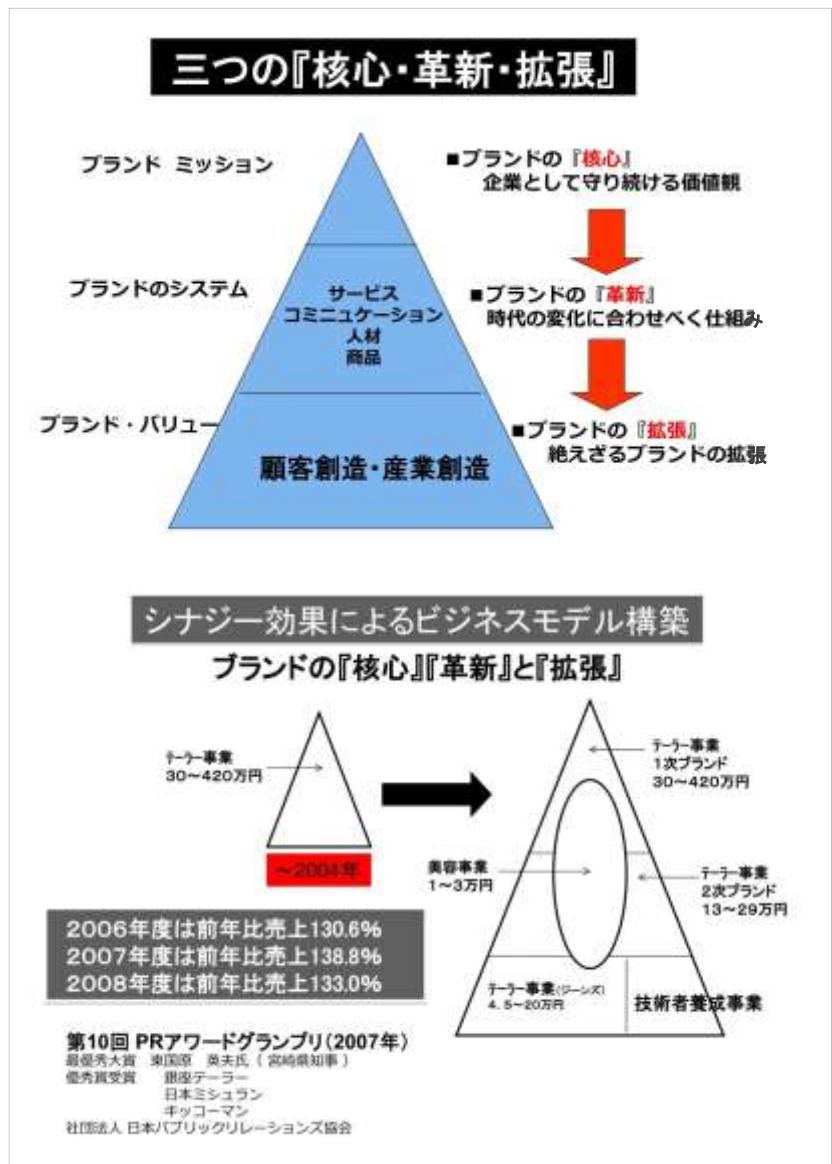 三つの『核心・革新・拡張』
ブランド ミッション
■ブランドの『核心』
企業として守り続ける価値観
ブランドのシステム
サービス
コミニュケーション
人材
商品
■ブランドの『革新』
時代の変化に合わせべく仕組み
ブランド・バリュー
顧客創造・産業創造
■ブランドの『拡張』
絶えざるブランドの拡張
シナジー効果によるビジネスモデル構築
ブランドの『核心』『革新』と『拡張』
ﾃｰﾗｰ事業
30～420万円
～2004年
ﾃｰﾗｰ事業
1次ブランド
30～420万円
美容事業
1～3万円
ﾃｰﾗｰ事業
2次ブランド
13～29万円
ﾃｰﾗｰ事業(ジーンズ)
4.5～20万円
技術者養成事業
2006年度は前年比売上130.6%
2007年度は前年比売上138.8%
2008年度は前年比売上133.0%
第10回 PRアワードグランプリ(2007年)
最優秀大賞 東国原 英夫氏 ( 宮崎県知事 )
優秀賞受賞 銀座テーラー
日本ミシュラン
キッコーマン
社団法人 日本パブリックリレーションズ協会